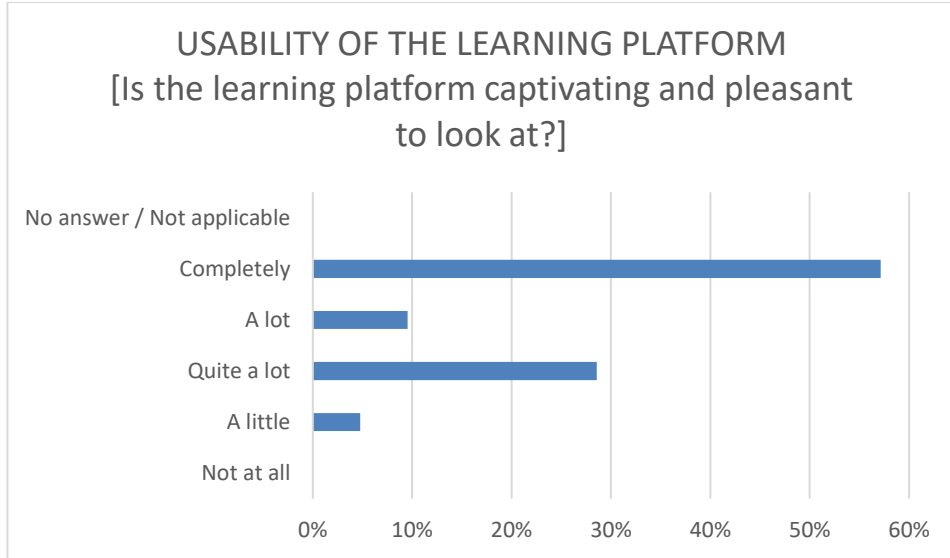 USABILITY OF THE LEARNING PLATFORM
[Is the learning platform captivating and pleasant
to look at?]
No answer / Not applicable
Completely
A lot
Quite a lot
A little
Not at all
0% 10% 20% 30% 40% 50% 60%